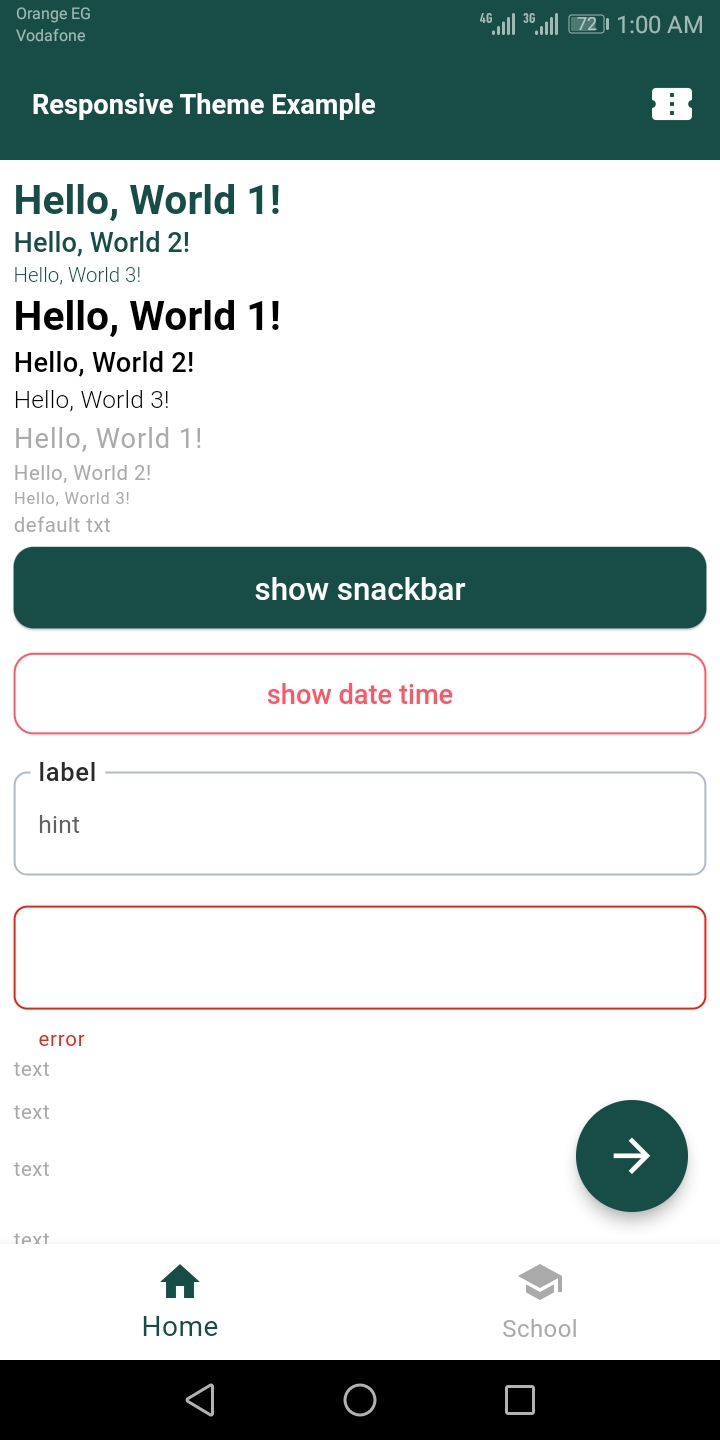 Orange EG
Vodafone
4G 3G 72 1:00 AM
Responsive Theme Example
Hello, World 1!
Hello, World 2!
Hello, World 3!
Hello, World 1!
Hello, World 2!
Hello, World 3!
Hello, World 1!
Hello, World 2!
Hello, World 3!
default txt
show snackbar
show date time
label
hint
error
text
text
text
text
Home
School